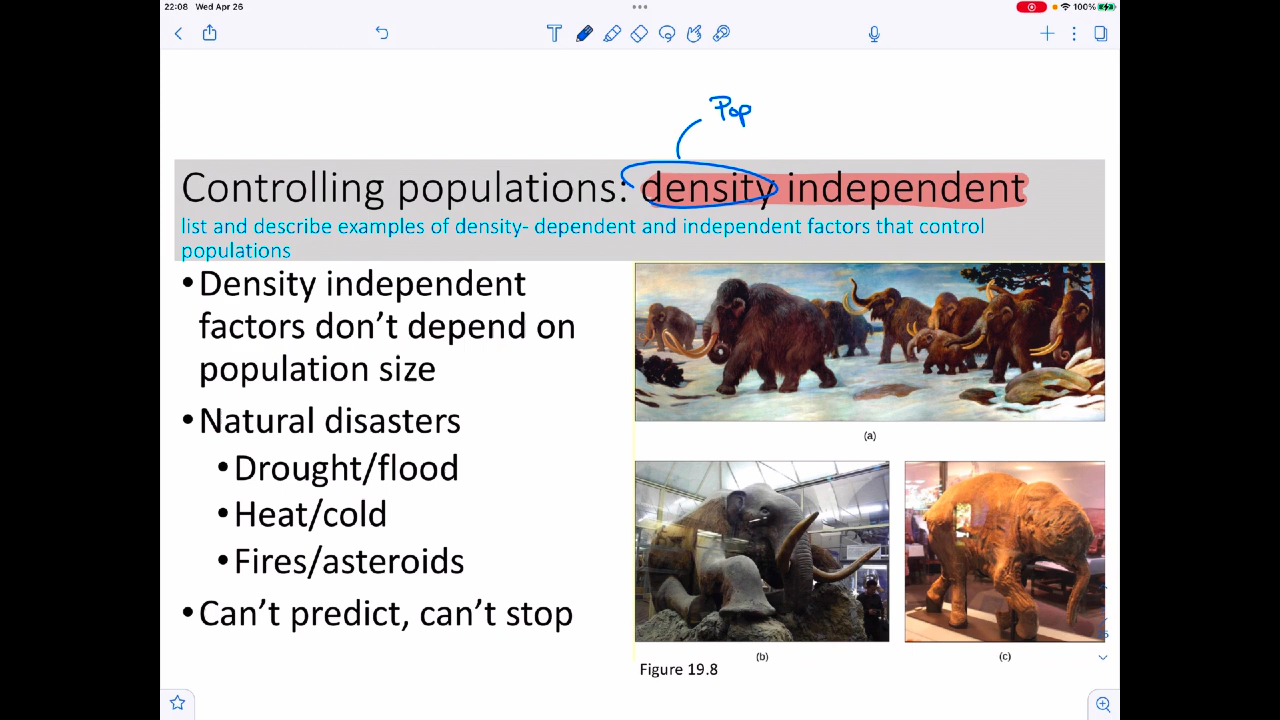 22:08 Wed Apr 26
100%
Pop
Controlling populations: density independent
list and describe examples of density- dependent and independent factors that control
populations
•Density independent
factors don’t depend on
population size
•Natural disasters
•Drought/flood
•Heat/cold
•Fires/asteroids
•Can’t predict, can’t stop
(a)
(b)
(c)
Figure 19.8